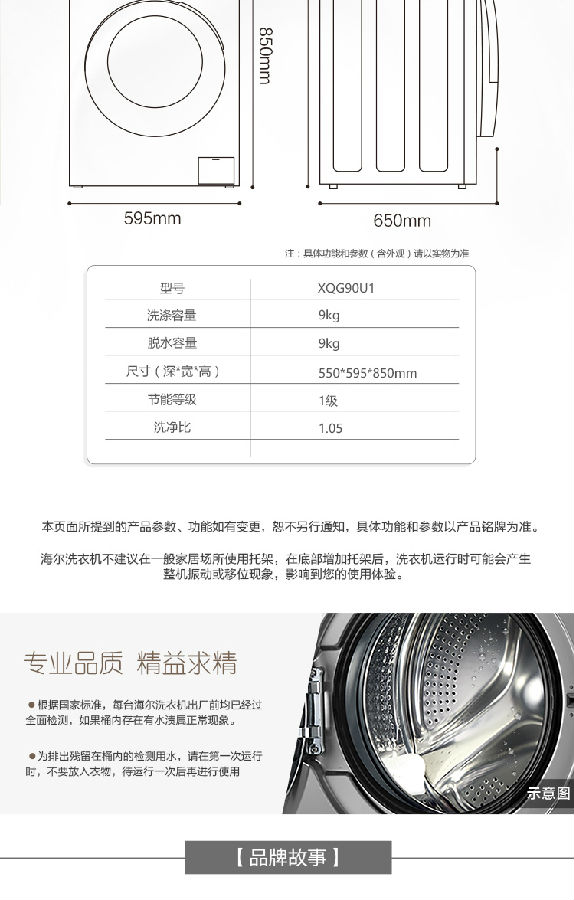 850mm
595mm
650mm
注：具体功能和参数（含外观）请以实物为准
型号 XQG90U1
洗涤容量 9kg
脱水容量 9kg
尺寸（深*宽*高） 550*595*850mm
节能等级 1级
洗净比 1.05
本页面所提到的产品参数、功能如有变更，恕不另行通知，具体功能和参数以产品铭牌为准。
海尔洗衣机不建议在一般家居场所使用托架，在底部增加托架后，洗衣机运行时可能会产生
整机振动或移位现象，影响到您的使用体验。
专业品质 精益求精
●根据国家标准，每台海尔洗衣机出厂前均已经过
全面检测，如果桶内存在有水渍属正常现象。
●为排出残留在桶内的检测用水，请在第一次运行
时，不要放入衣物，待运行一次后再进行使用
示意图
【品牌故事】